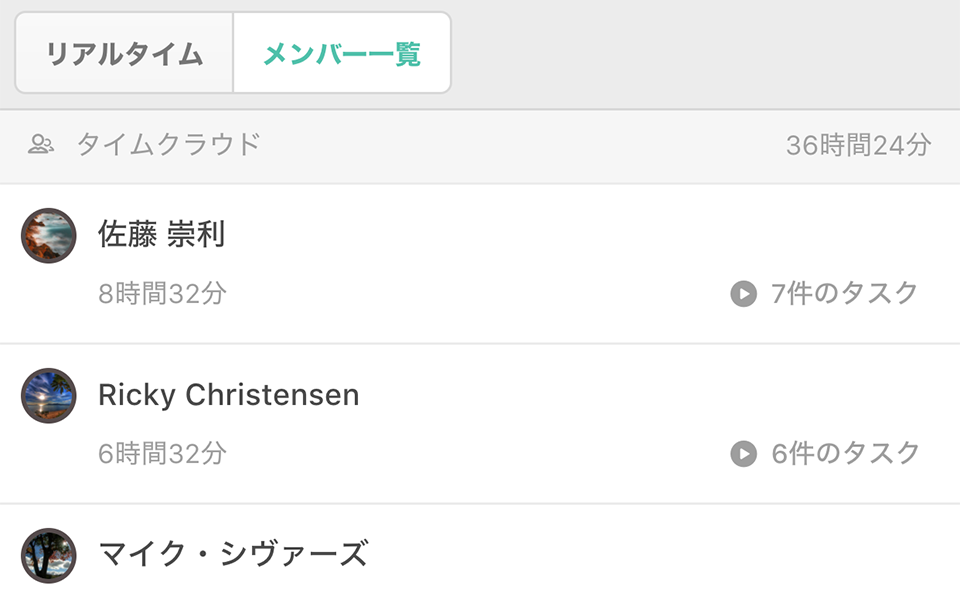 リアルタイム メンバー一覧
タイムクラウド 36時間24分
佐藤 崇利
8時間32分 7件のタスク
Ricky Christensen
6時間32分 6件のタスク
マイク・シヴァーズ